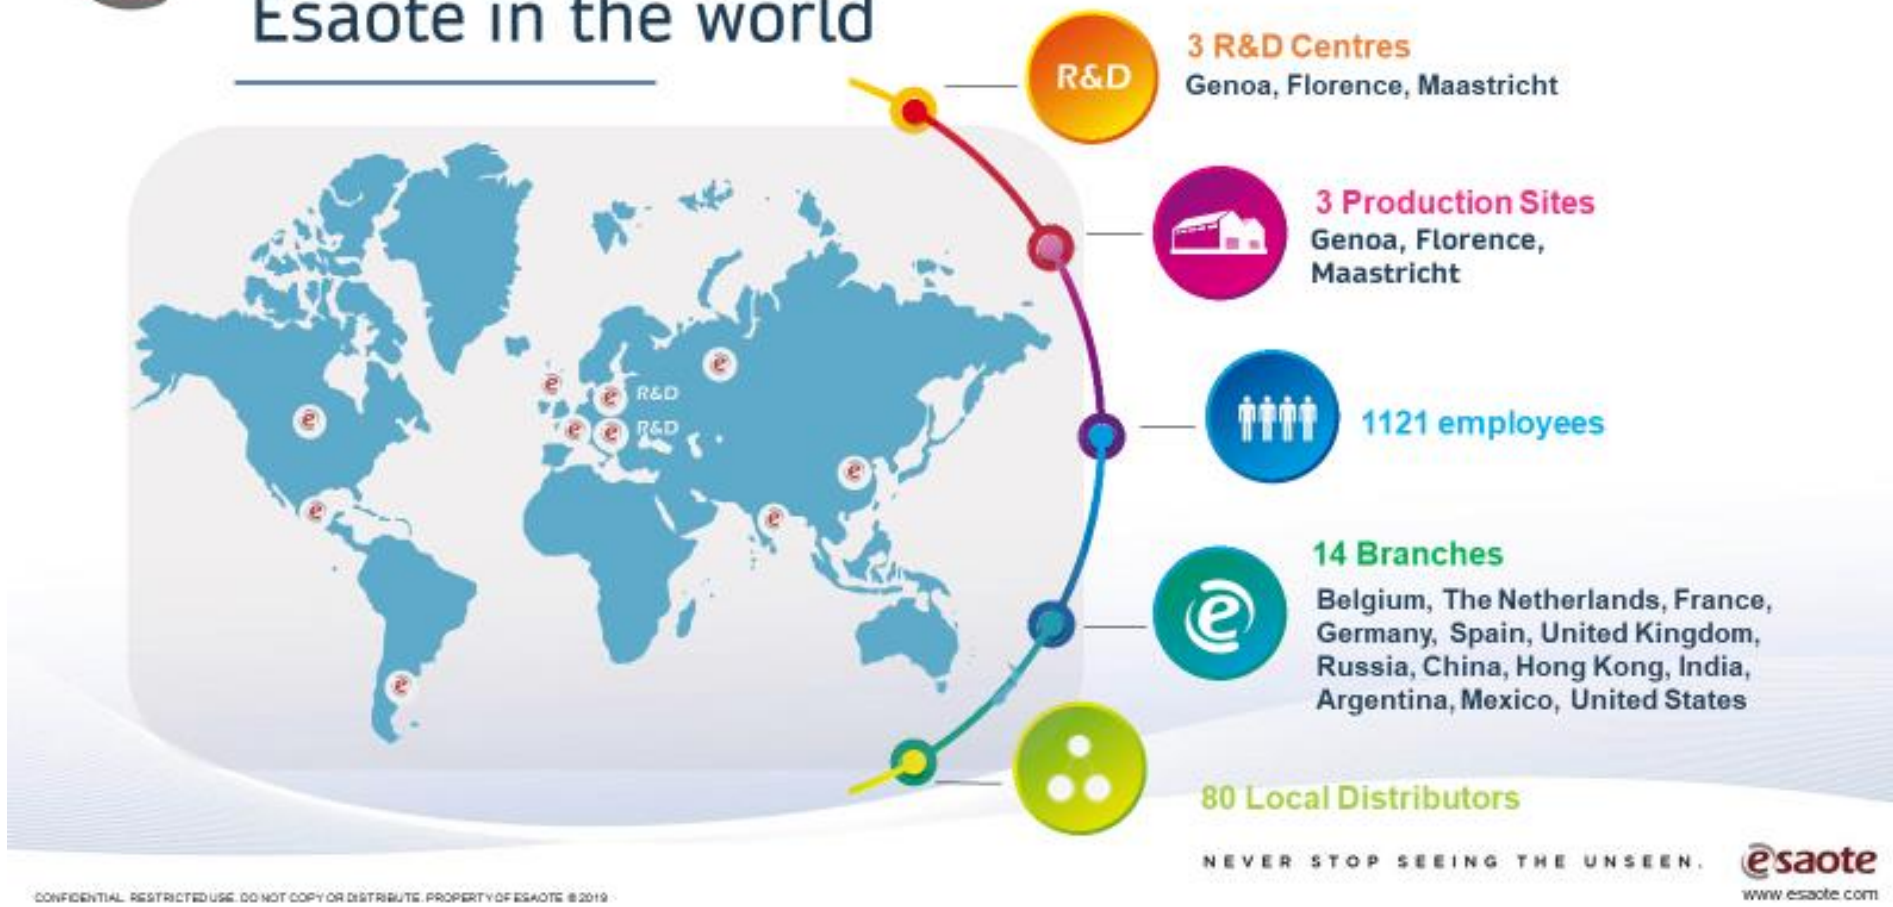 Esaote in the world
R&D
3 R&D Centres
Genoa, Florence, Maastricht
3 Production Sites
Genoa, Florence,
Maastricht
R&D
R&D
1121 employees
14 Branches
Belgium, The Netherlands, France,
Germany, Spain, United Kingdom,
Russia, China, Hong Kong, India,
Argentina, Mexico, United States
80 Local Distributors
NEVER STOP SEEING THE UNSEEN.
esaote
www.esaote.com
CONFIDENTIAL. RESTRICTED USE. DO NOT COPY OR DISTRIBUTE. PROPERTY OF ESAOTE © 2019